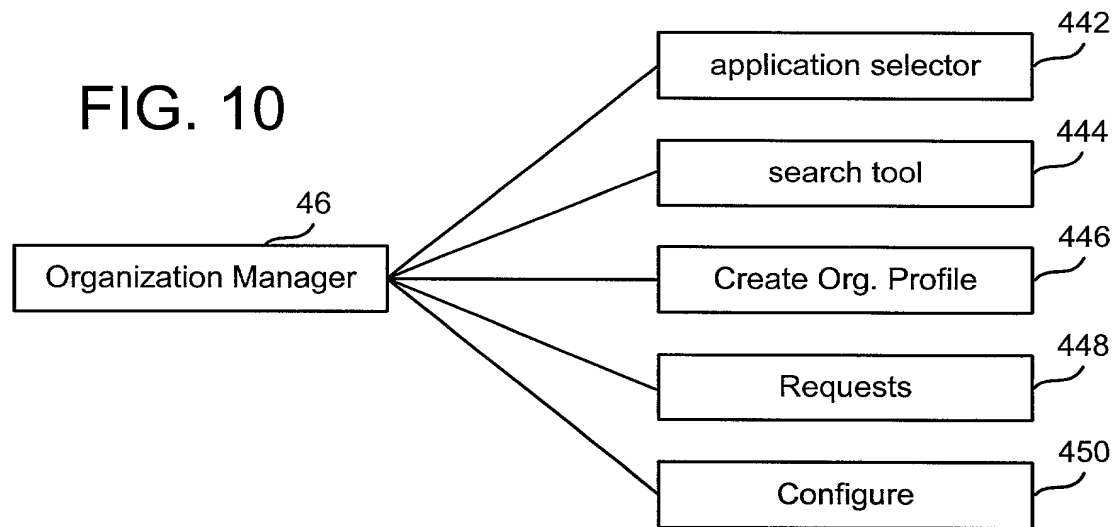 FIG. 10
442
application selector
444
search tool
46
Organization Manager
446
Create Org. Profile
448
Requests
450
Configure